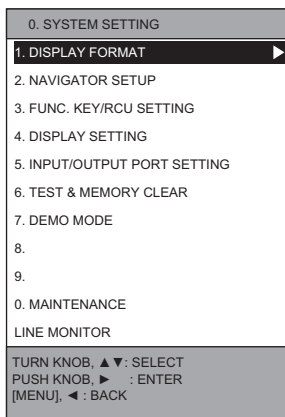 0. SYSTEM SETTING
1. DISPLAY FORMAT ▶
2. NAVIGATOR SETUP
3. FUNC. KEY/RCU SETTING
4. DISPLAY SETTING
5. INPUT/OUTPUT PORT SETTING
6. TEST & MEMORY CLEAR
7. DEMO MODE
8.
9.
0. MAINTENANCE
LINE MONITOR
TURN KNOB, ▲▼: SELECT
PUSH KNOB, ► : ENTER
[MENU], ◄ : BACK